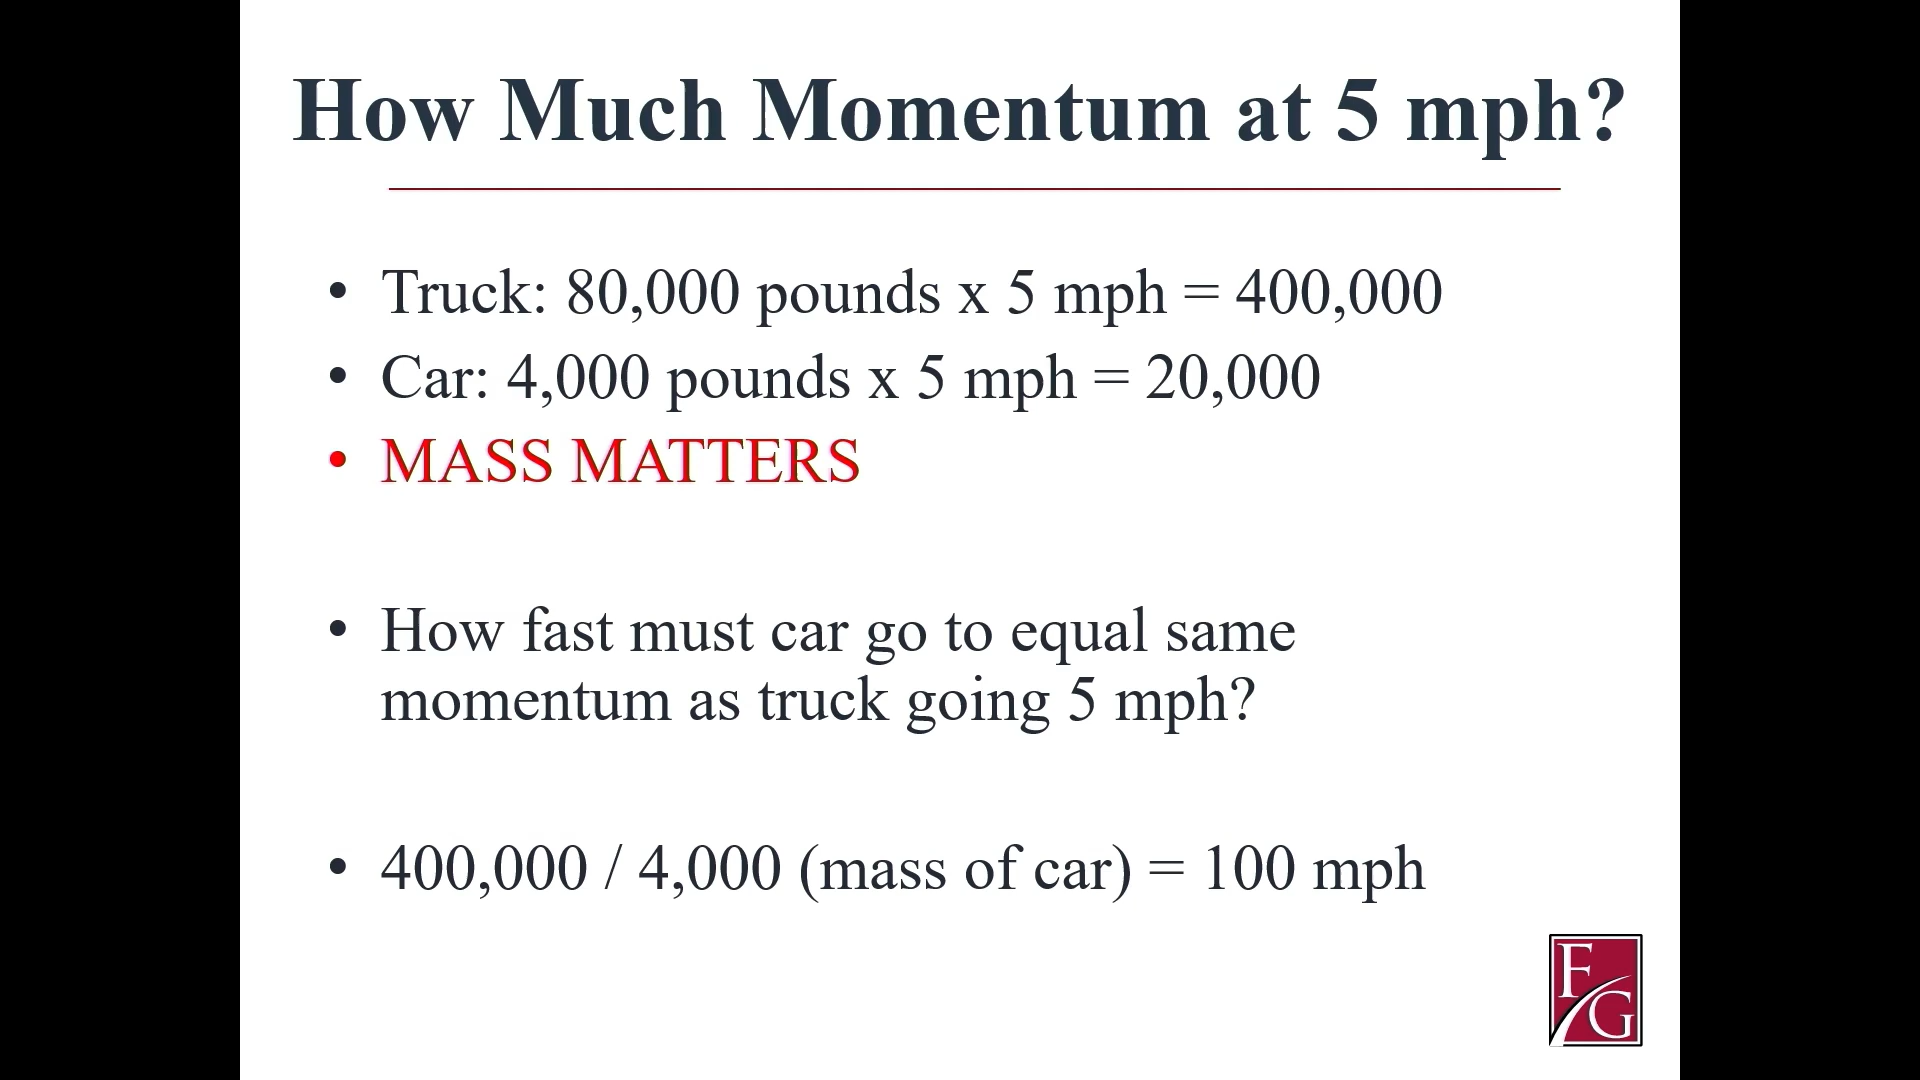 How Much Momentum at 5 mph?
• Truck: 80,000 pounds x 5 mph = 400,000
• Car: 4,000 pounds x 5 mph = 20,000
• MASS MATTERS
• How fast must car go to equal same
momentum as truck going 5 mph?
• 400,000 / 4,000 (mass of car) = 100 mph
F
G